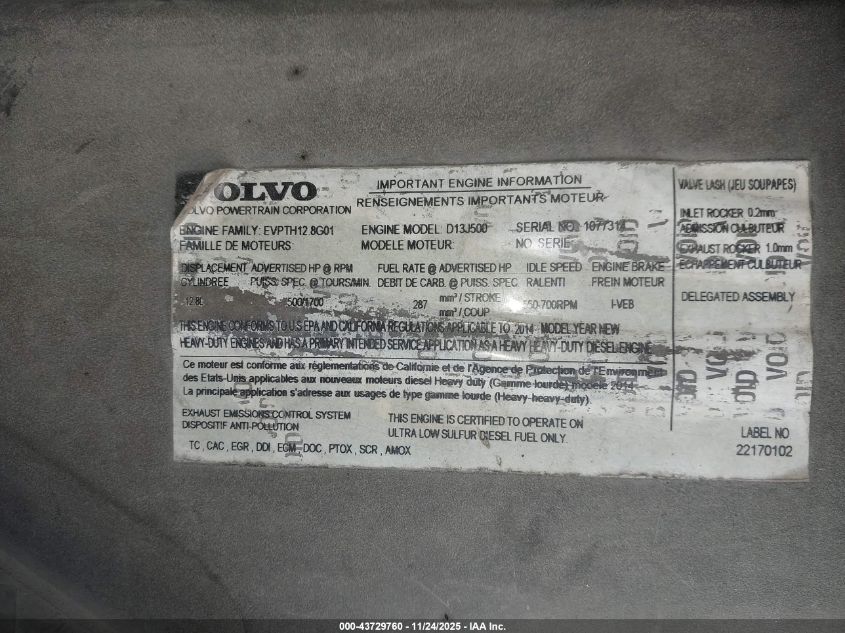 VOLVO
VOLVO POWERTRAIN CORPORATION
IMPORTANT ENGINE INFORMATION
RENSEIGNEMENTS IMPORTANTS MOTEUR
ENGINE FAMILY: EVPTH12.8G01 ENGINE MODEL: D13J500 SERIAL NO.
FAMILLE DE MOTEURS: MODELE MOTEUR: NO. SERIE
DISPLACEMENT ADVERTISED HP @ RPM FUEL RATE @ ADVERTISED HP IDLE SPEED ENGINE BRAKE
CYLINDREE PUISS. SPEC. @ TOURS/MIN. DEBIT DE CARB. @ PUISS. SPEC RALENTI FREIN MOTEUR
500/1700 287 mm³ / STROKE I-VEB
mm³ / COUP
THIS ENGINE CONFORMS TO U.S EPA AND CALIFORNIA REGULATIONS APPLICABLE TO 2014 MODEL YEAR NEW
HEAVY-DUTY ENGINES AND HAS A PRIMARY INTENDED SERVICE APPLICATION AS A HEAVY HEAVY-DUTY DIESEL ENGINE
Ce moteur est conforme aux réglementations de Californie et de l'Agence de Protection de l'Environnement
des Etats-Unis applicables aux nouveaux moteurs diesel Heavy duty (Gamme lourde) modele 2014
La principale application s'adresse aux usages de type gamme lourde (Heavy-heavy-duty).
EXHAUST EMISSIONS CONTROL SYSTEM
DISPOSITIF ANTI-POLLUTION
TC , CAC , EGR , DDI , ECM , DOC , PTOX , SCR , AMOX
THIS ENGINE IS CERTIFIED TO OPERATE ON
ULTRA LOW SULFUR DIESEL FUEL ONLY.
VALVE LASH (JEU SOUPAPES)
INLET ROCKER 0.2mm
ADMISSION CULBUTEUR
EXHAUST ROCKER 1.0mm
ECHAPPEMENT CULBUTEUR
DELEGATED ASSEMBLY
LABEL NO
22170102
000-43729760 - 11/24/2025 - IAA Inc.